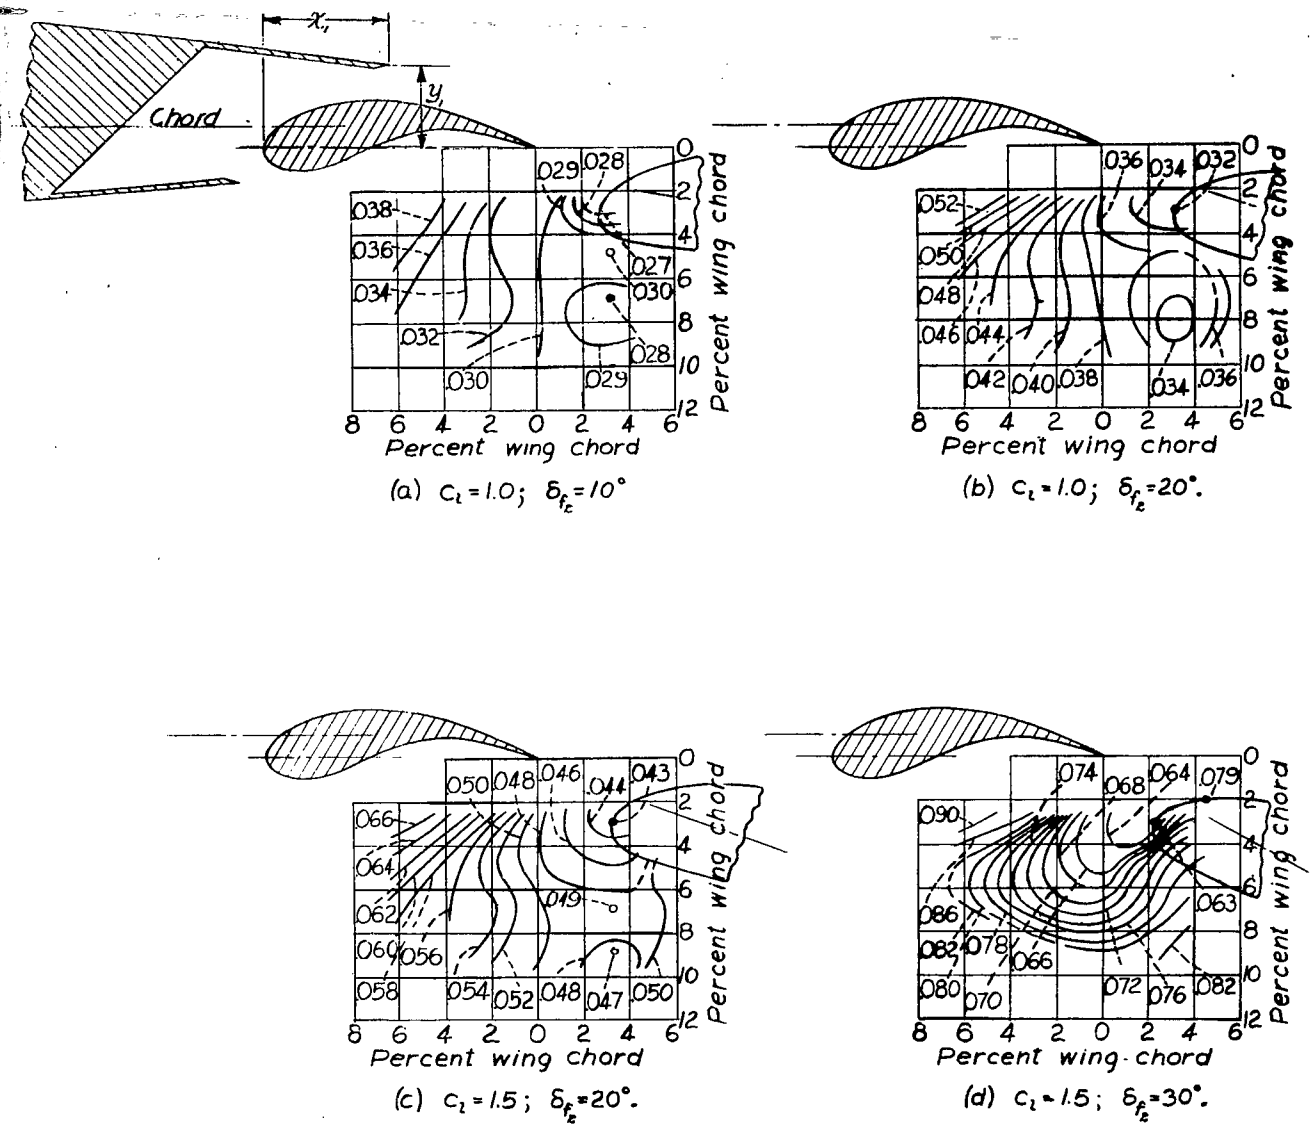 x₁
y₁
Chord
.029 .028
.038
.036
.034
.032
.030
.027
.030
.028
.029
0
2
4
6
8
10
12
Percent wing chord
8 6 4 2 0 2 4 6
Percent wing chord
(a) cₗ = 1.0; δf₂ = 10°
.036 .034 .032
.052
.050
.048
.046 .044
.042 .040 .038
.034 .036
0
2
4
6
8
10
12
Percent wing chord
8 6 4 2 0 2 4 6
Percent wing chord
(b) cₗ = 1.0; δf₂ = 20°.
.050 .048 .046 .044 .043
.066
.064
.062
.060 .056
.058 .054 .052 .048 .047 .050
.049
0
2
4
6
8
10
12
Percent wing chord
8 6 4 2 0 2 4 6
Percent wing chord
(c) cₗ = 1.5; δf₂ = 20°.
.074 .068 .064 .079
.090
.086
.082 .078
.066
.080 .070
.072 .076 .082
.063
0
2
4
6
8
10
12
Percent wing chord
8 6 4 2 0 2 4 6
Percent wing chord
(d) cₗ = 1.5; δf₂ = 30°.